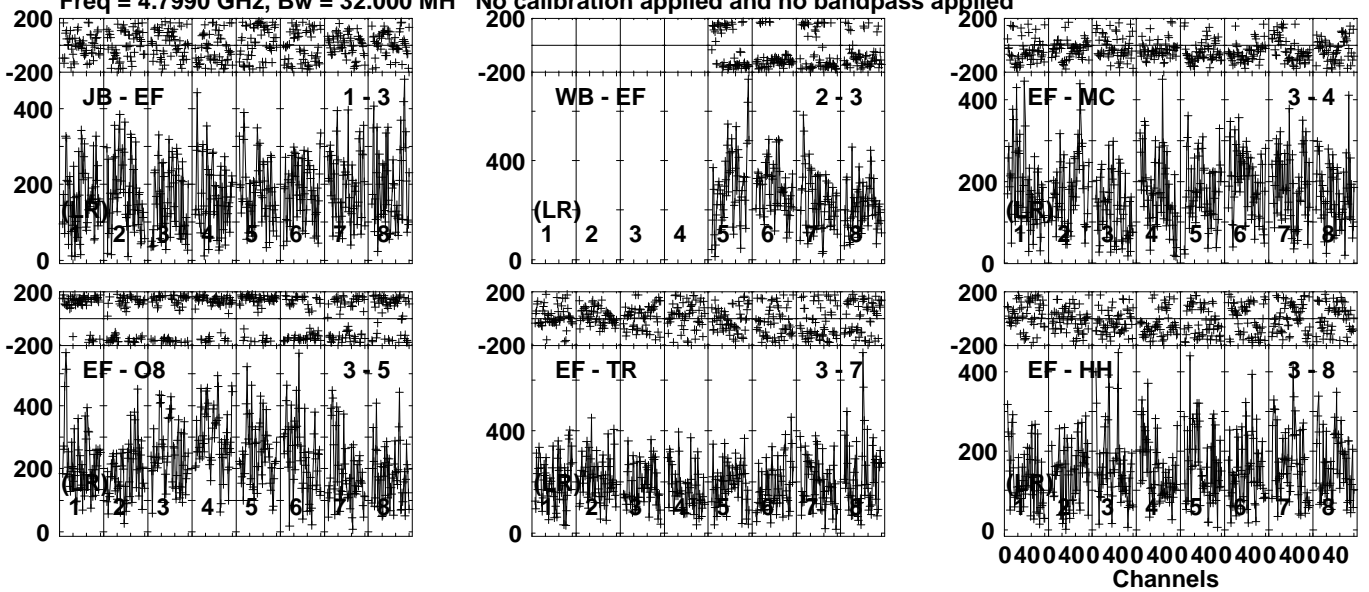 Freq = 4.7990 GHz, Bw = 32.000 MH No calibration applied and no bandpass applied
200
-200
JB - EF 1 - 3
400
200
(LR)
1 2 3 4 5 6 7 8
0
200
-200
WB - EF 2 - 3
400
(LR)
1 2 3 4 5 6 7 8
0
200
-200
EF - MC 3 - 4
400
200
(LR)
1 2 3 4 5 6 7 8
0
200
-200
EF - O8 3 - 5
400
200
(LR)
1 2 3 4 5 6 7 8
0
200
-200
EF - TR 3 - 7
400
(LR)
1 2 3 4 5 6 7 8
0
200
-200
EF - HH 3 - 8
400
200
(LR)
1 2 3 4 5 6 7 8
0
0 40 0 40 0 40 0 40 0 40 0 40 0 40 0 40
Channels